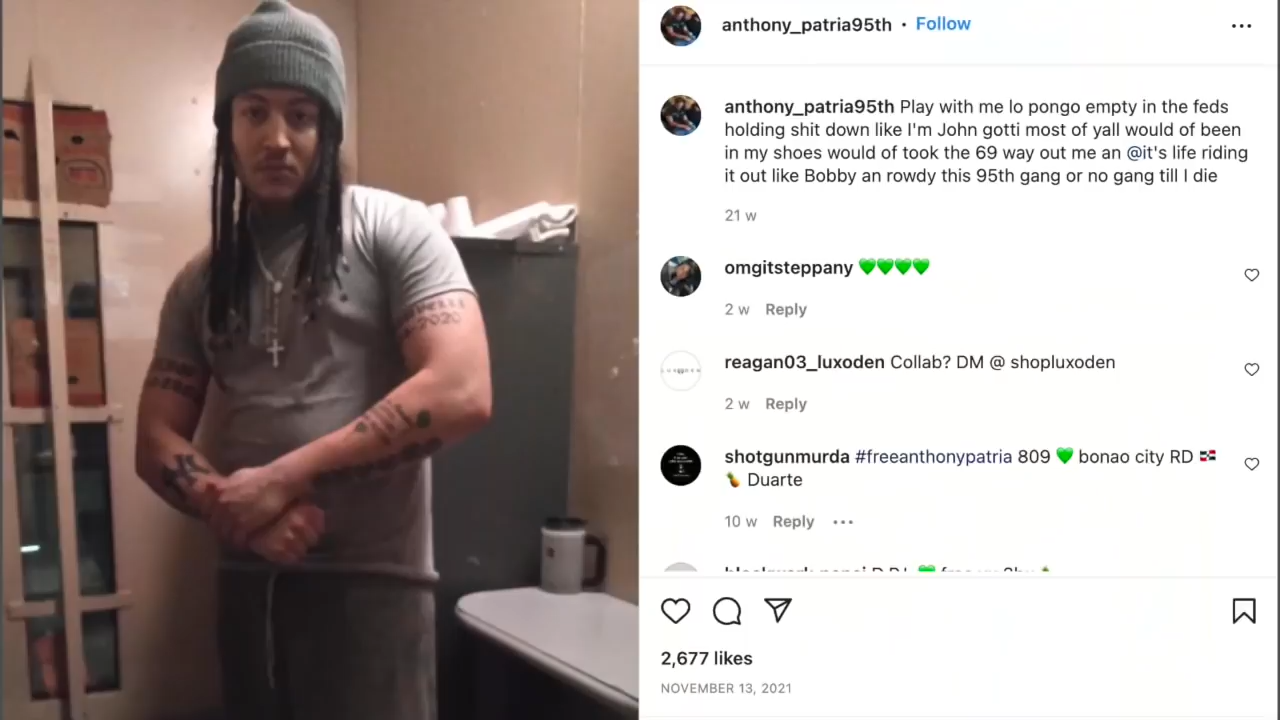 anthony_patria95th • Follow
anthony_patria95th Play with me lo pongo empty in the feds
holding shit down like I'm John gotti most of yall would of been
in my shoes would of took the 69 way out me an @it's life riding
it out like Bobby an rowdy this 95th gang or no gang till I die
21 w
omgitsteppany 💚💚💚💚
2 w Reply
reagan03_luxoden Collab? DM @ shopluxoden
2 w Reply
shotgunmurda #freeanthonypatria 809 💚 bonao city RD 🇩🇴
🍍 Duarte
10 w Reply
2,677 likes
NOVEMBER 13, 2021
2020